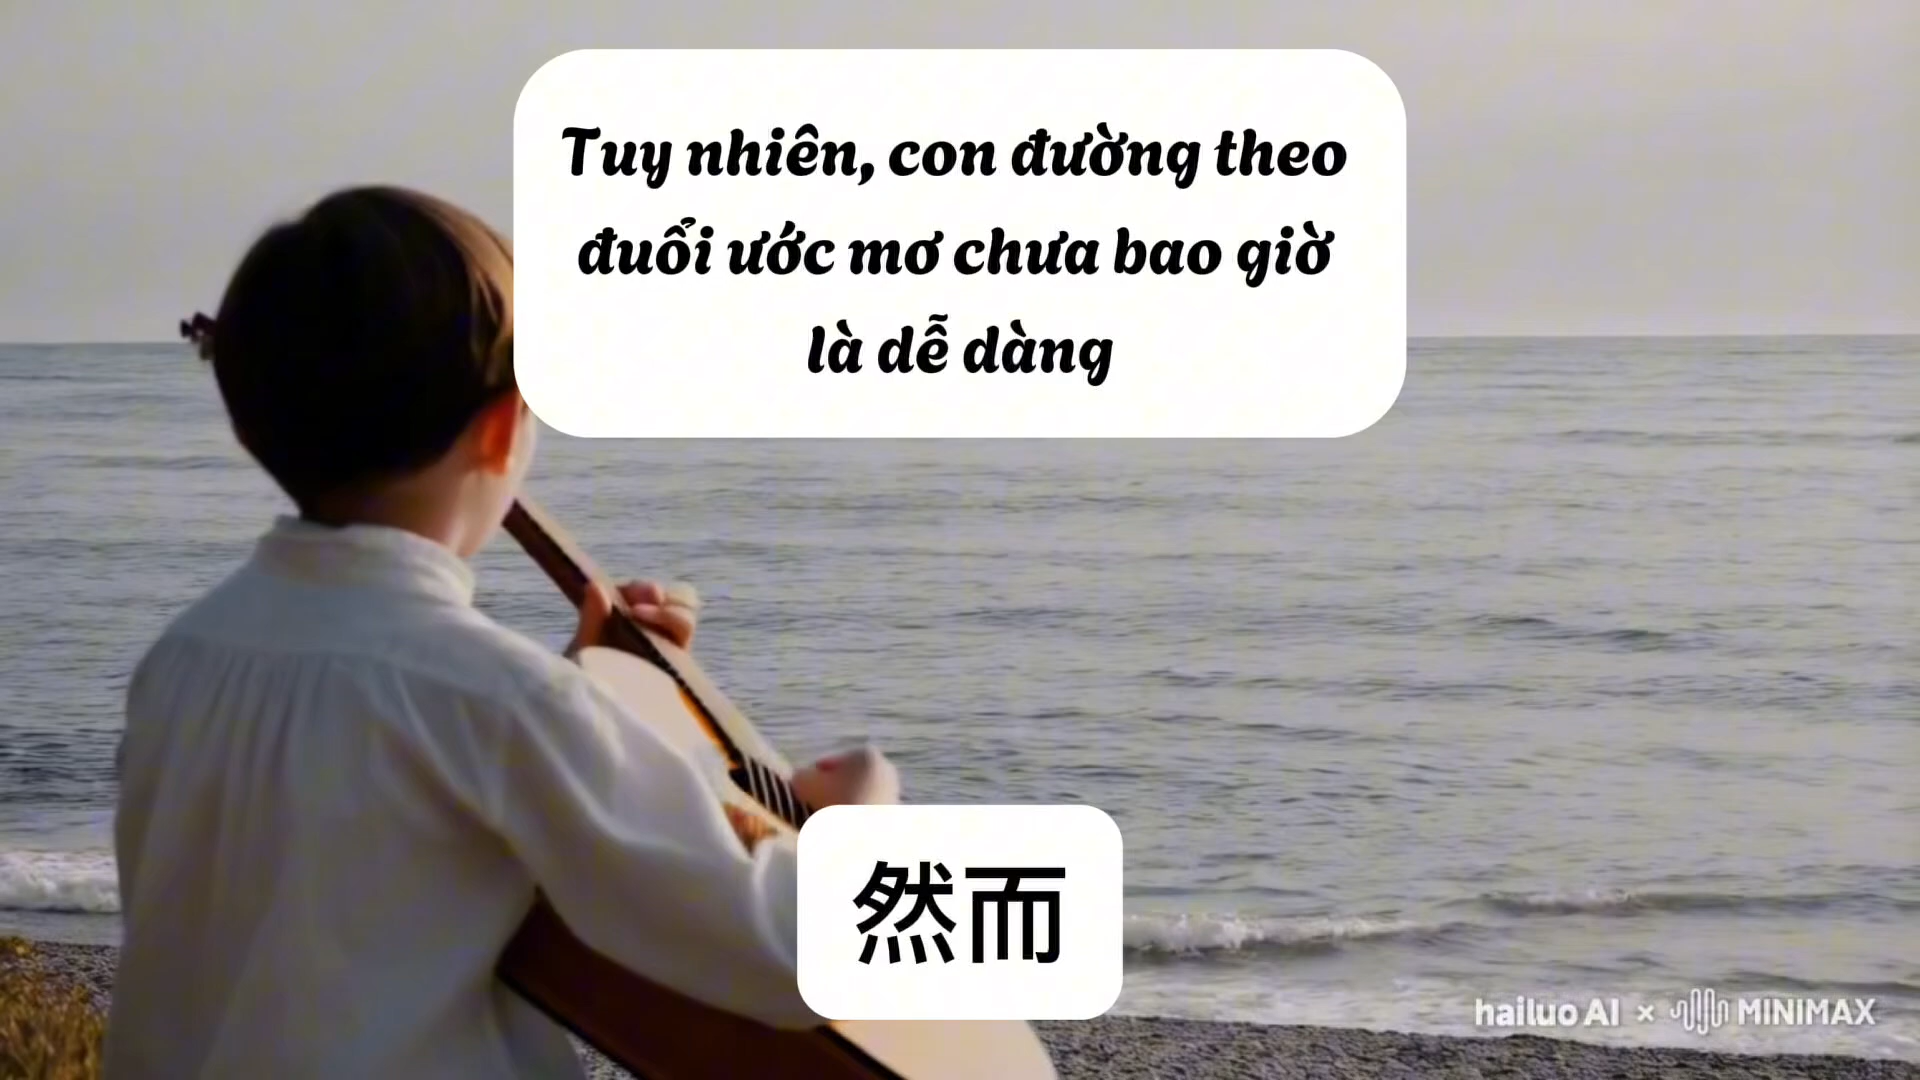 Tuy nhiên, con đường theo
đuổi ước mơ chưa bao giờ
là dễ dàng
然而
hailuo AI × MINIMAX